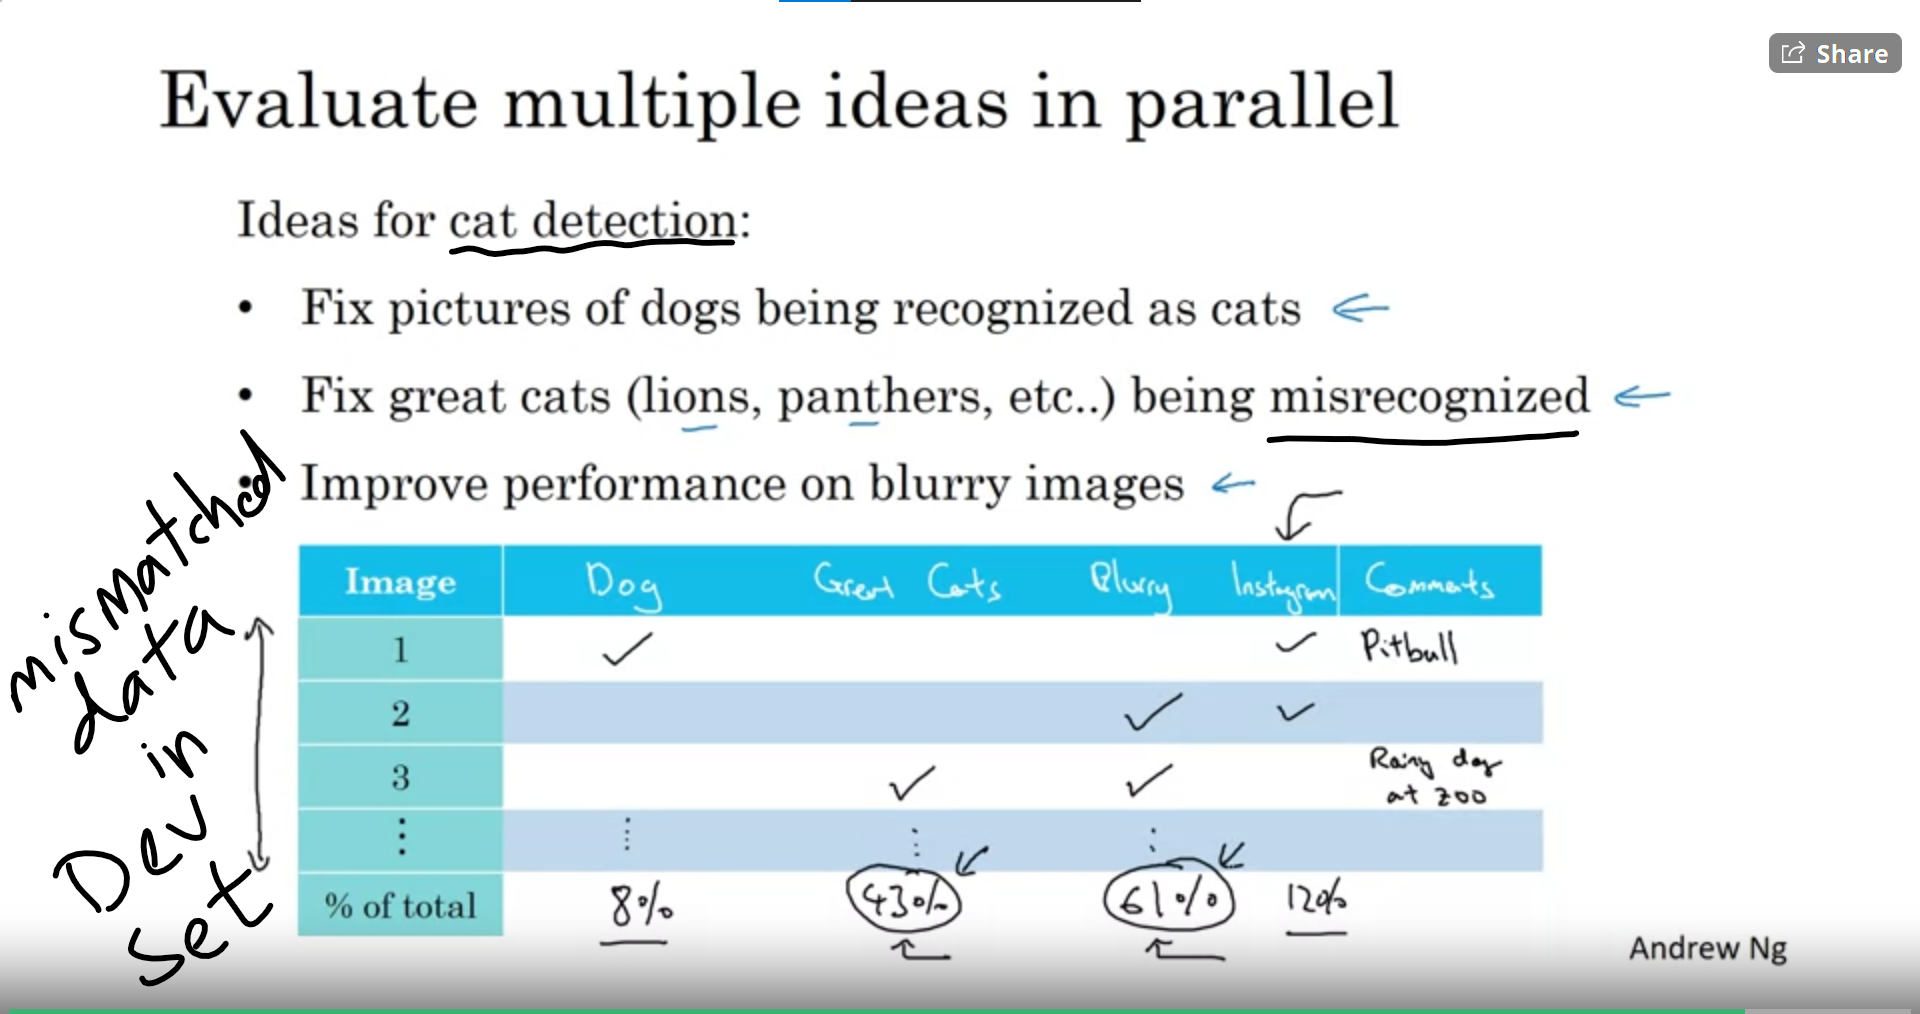 Share
Evaluate multiple ideas in parallel
Ideas for cat detection:
• Fix pictures of dogs being recognized as cats
• Fix great cats (lions, panthers, etc..) being misrecognized
• Improve performance on blurry images
mismatched
data
in
Dev
set
Image Dog Great Cats Blurry Instagram Comments
1 ✓ ✓ Pitbull
2 ✓ ✓
3 ✓ ✓ Rainy day
at zoo
⋮ ⋮ ⋮ ⋮
% of total 8% 43% 61% 12%
Andrew Ng